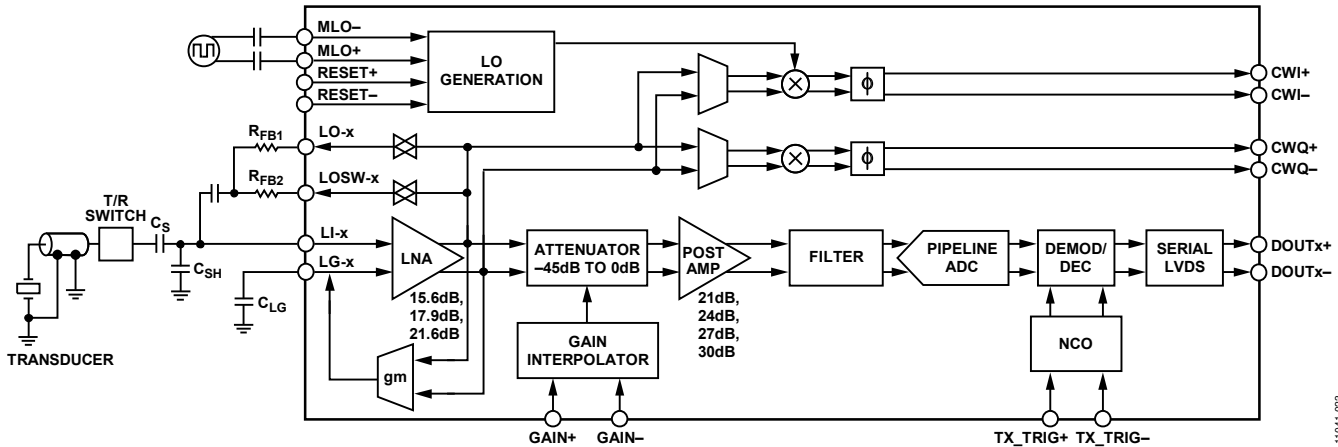 MLO–
MLO+
RESET+
RESET–
LO
GENERATION
CWI+
CWI–
RFB1
LO-x
RFB2
LOSW-x
CWQ+
CWQ–
T/R
SWITCH
CS
LI-x
LG-x
CSH
CLG
TRANSDUCER
LNA
15.6dB,
17.9dB,
21.6dB
gm
ATTENUATOR
–45dB TO 0dB
GAIN
INTERPOLATOR
GAIN+
GAIN–
POST
AMP
21dB,
24dB,
27dB,
30dB
FILTER
PIPELINE
ADC
DEMOD/
DEC
NCO
TX_TRIG+
TX_TRIG–
SERIAL
LVDS
DOUTx+
DOUTx–
ϕ
ϕ